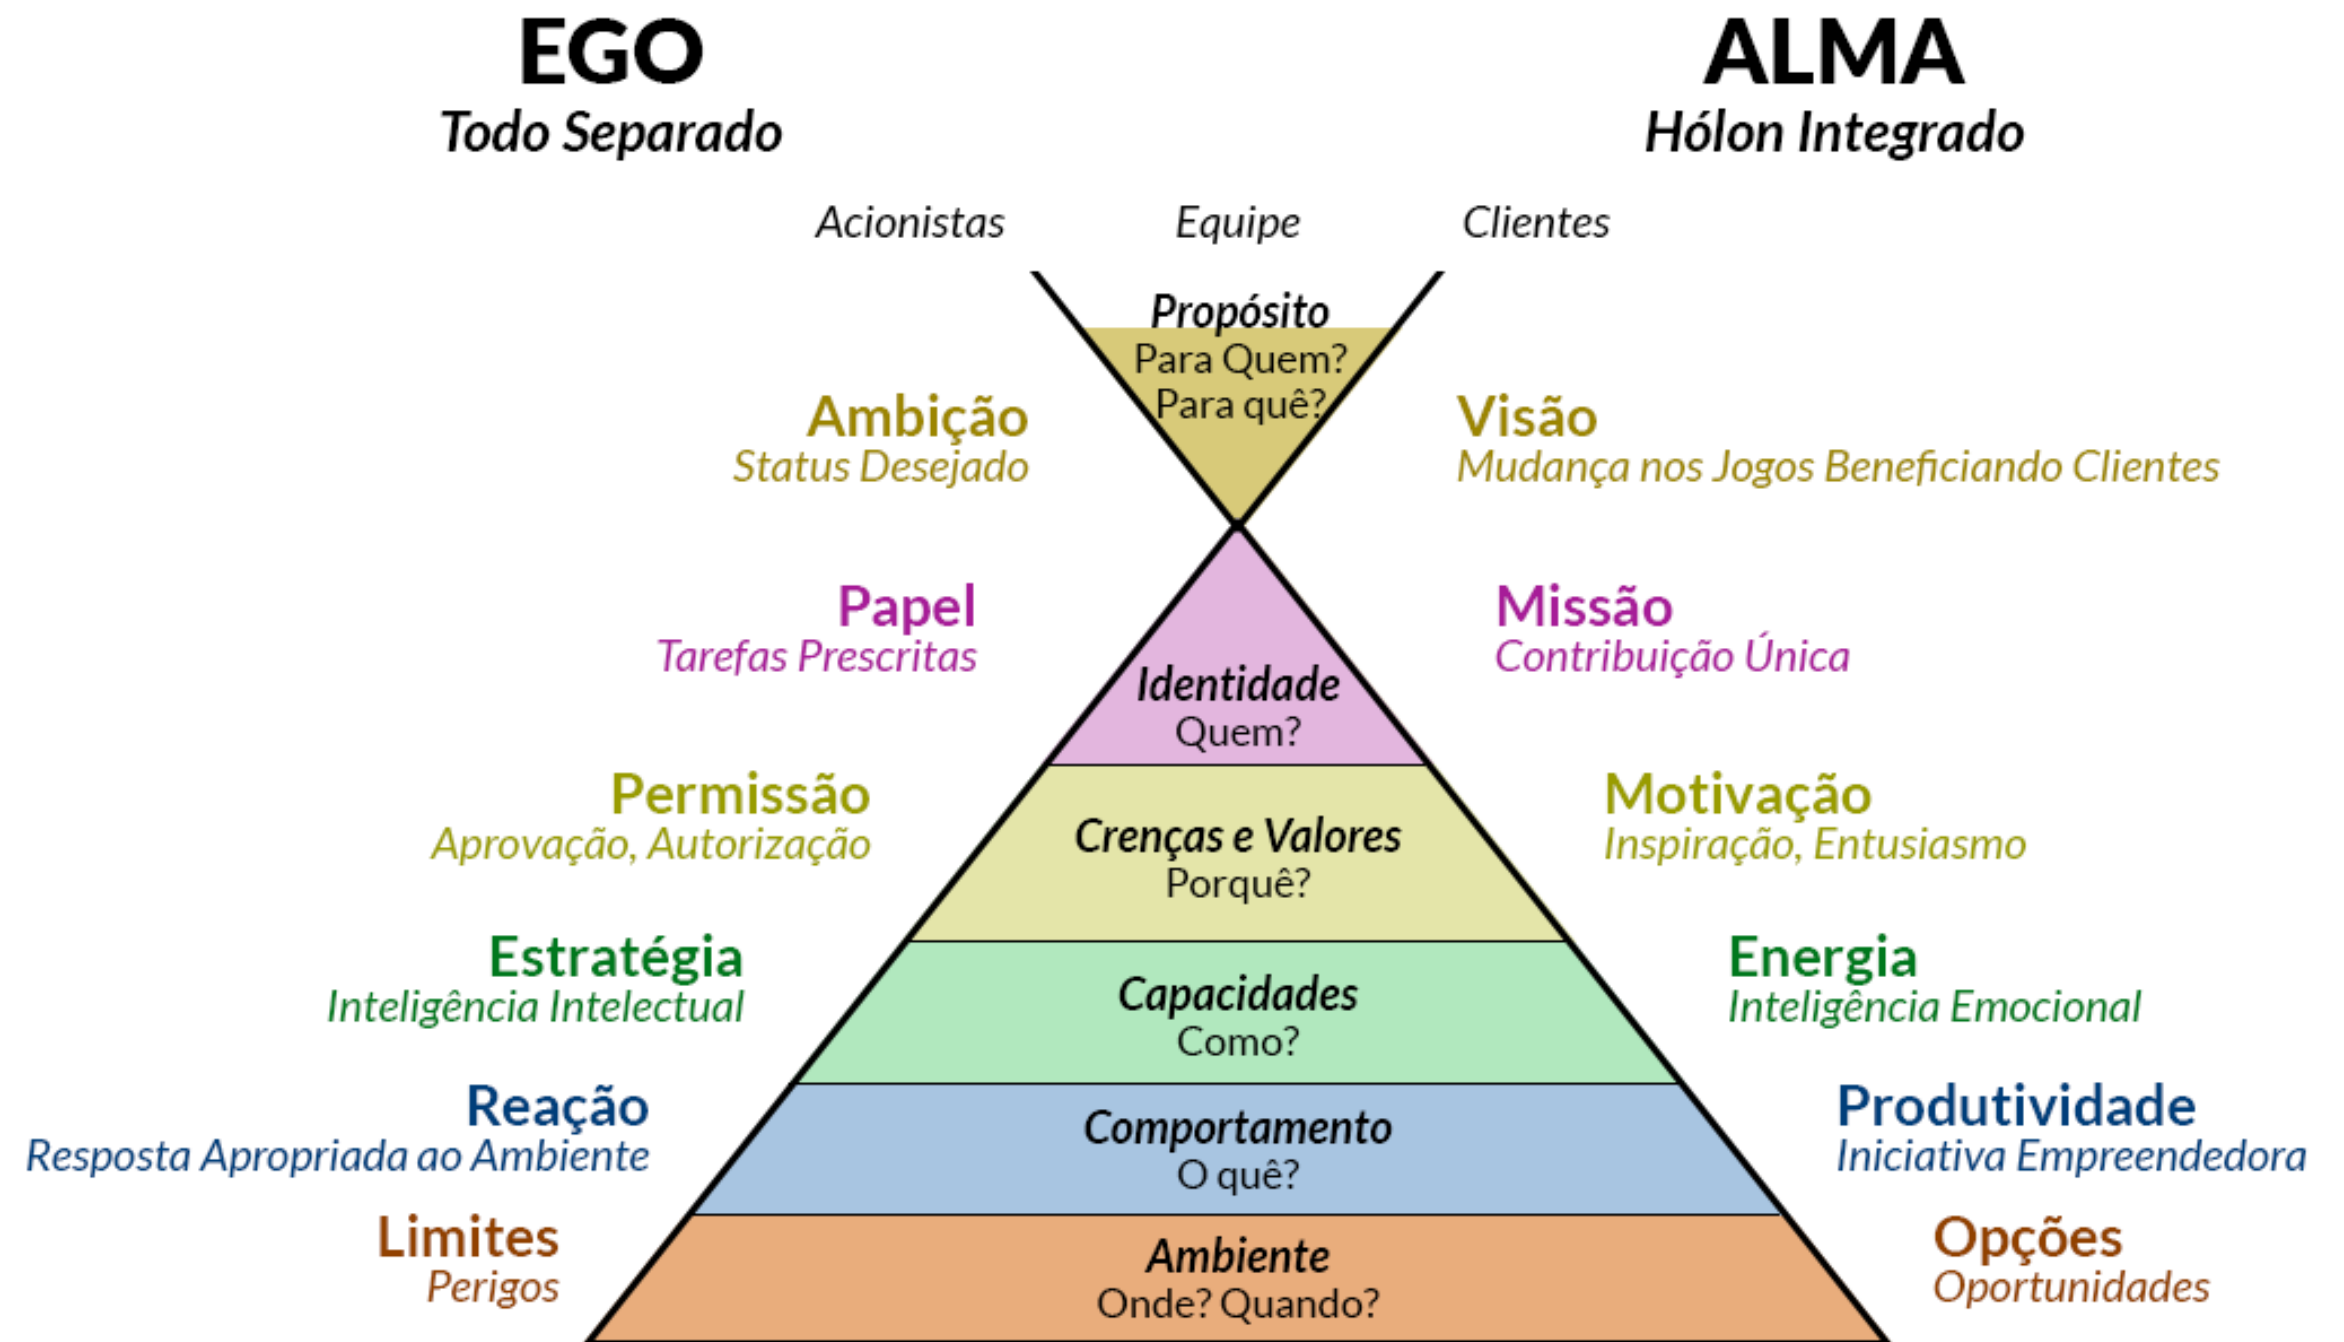 EGO
Todo Separado
ALMA
Hólon Integrado
Acionistas
Equipe
Clientes
Propósito
Para Quem?
Para quê?
Ambição
Status Desejado
Visão
Mudança nos Jogos Beneficiando Clientes
Papel
Tarefas Prescritas
Identidade
Quem?
Missão
Contribuição Única
Permissão
Aprovação, Autorização
Crenças e Valores
Porquê?
Motivação
Inspiração, Entusiasmo
Estratégia
Inteligência Intelectual
Capacidades
Como?
Energia
Inteligência Emocional
Reação
Resposta Apropriada ao Ambiente
Comportamento
O quê?
Produtividade
Iniciativa Empreendedora
Limites
Perigos
Ambiente
Onde? Quando?
Opções
Oportunidades